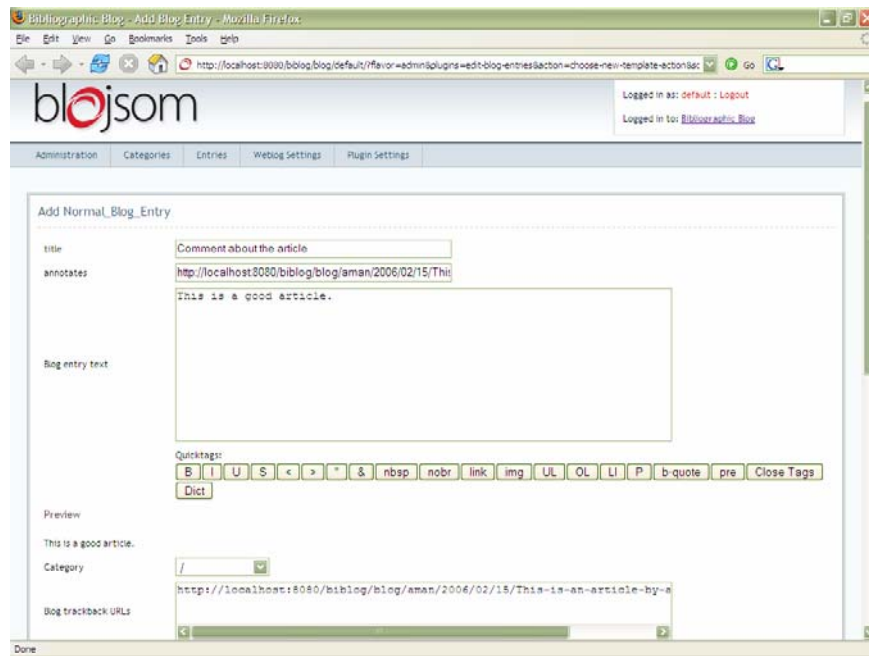 Bibliographic Blog - Add Blog Entry - Mozilla Firefox
File Edit View Go Bookmarks Tools Help
http://localhost:8080/biblog/blog/default/?flavor=admin&plugins=edit-blog-entries&action=choose-new-template-action&sc Go
blojsom
Logged in as: default : Logout
Logged in to: Bibliographic Blog
Administration Categories Entries Weblog Settings Plugin Settings
Add Normal_Blog_Entry
title Comment about the article
annotates http://localhost:8080/biblog/blog/aman/2006/02/15/This
This is a good article.
Blog entry text
Quicktags:
B I U S < > " & nbsp nobr link img UL OL LI P b-quote pre Close Tags
Dict
Preview
This is a good article.
Category /
http://localhost:8080/biblog/blog/aman/2006/02/15/This-is-an-article-by-a
Blog trackback URLs
Done